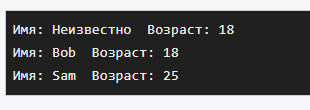 Имя: Неизвестно  Возраст: 18
Имя: Bob  Возраст: 18
Имя: Sam  Возраст: 25